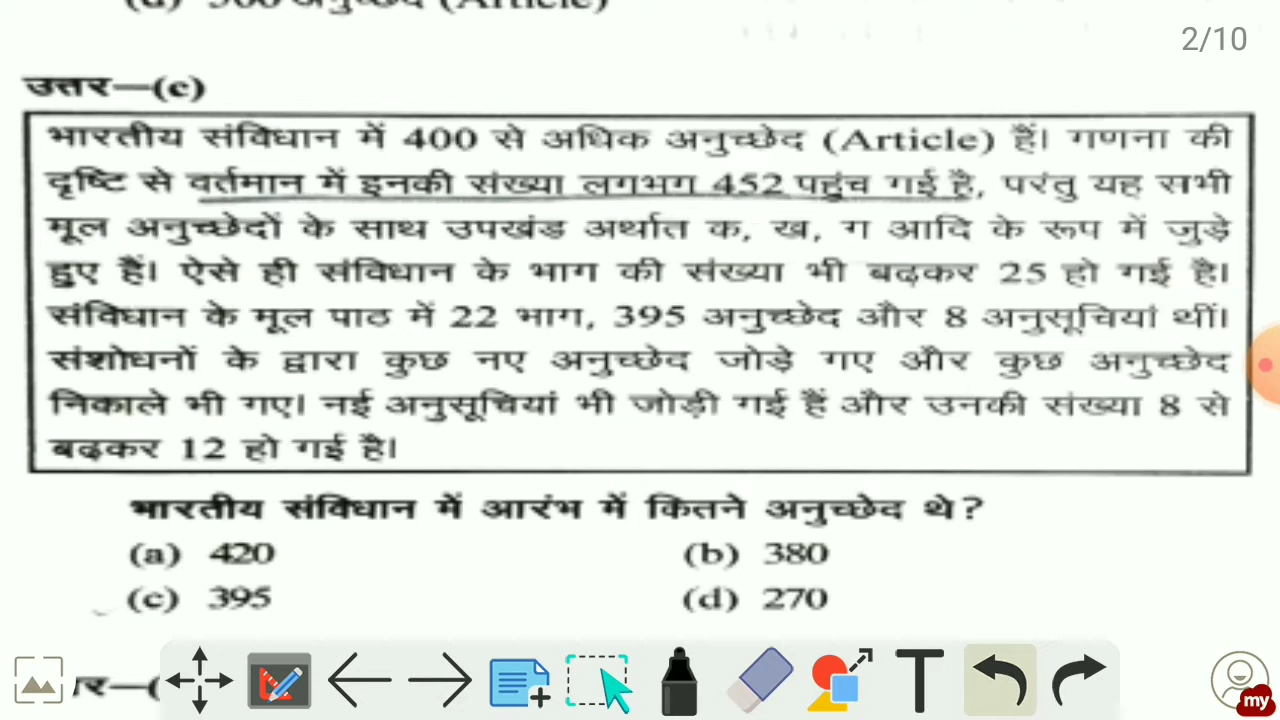 (d) 500 अनुच्छेद (Article)
2/10
उत्तर—(c)
भारतीय संविधान में 400 से अधिक अनुच्छेद (Article) हैं। गणना की
दृष्टि से वर्तमान में इनकी संख्या लगभग 452 पहुंच गई है, परंतु यह सभी
मूल अनुच्छेदों के साथ उपखंड अर्थात क, ख, ग आदि के रूप में जुड़े
हुए हैं। ऐसे ही संविधान के भाग की संख्या भी बढ़कर 25 हो गई है।
संविधान के मूल पाठ में 22 भाग, 395 अनुच्छेद और 8 अनुसूचियां थीं।
संशोधनों के द्वारा कुछ नए अनुच्छेद जोड़े गए और कुछ अनुच्छेद
निकाले भी गए। नई अनुसूचियां भी जोड़ी गई हैं और उनकी संख्या 8 से
बढ़कर 12 हो गई है।
भारतीय संविधान में आरंभ में कितने अनुच्छेद थे?
(a) 420 (b) 380
(c) 395 (d) 270
T
my